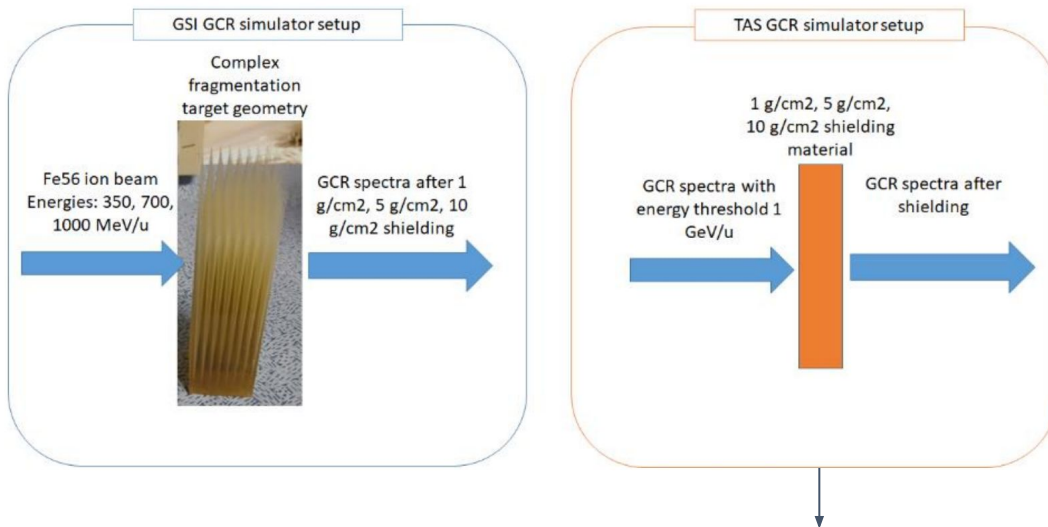 GSI GCR simulator setup
Complex
fragmentation
target geometry
Fe56 ion beam
Energies: 350, 700,
1000 MeV/u
GCR spectra after 1
g/cm2, 5 g/cm2, 10
g/cm2 shielding
TAS GCR simulator setup
1 g/cm2, 5 g/cm2,
10 g/cm2 shielding
material
GCR spectra with
energy threshold 1
GeV/u
GCR spectra after
shielding